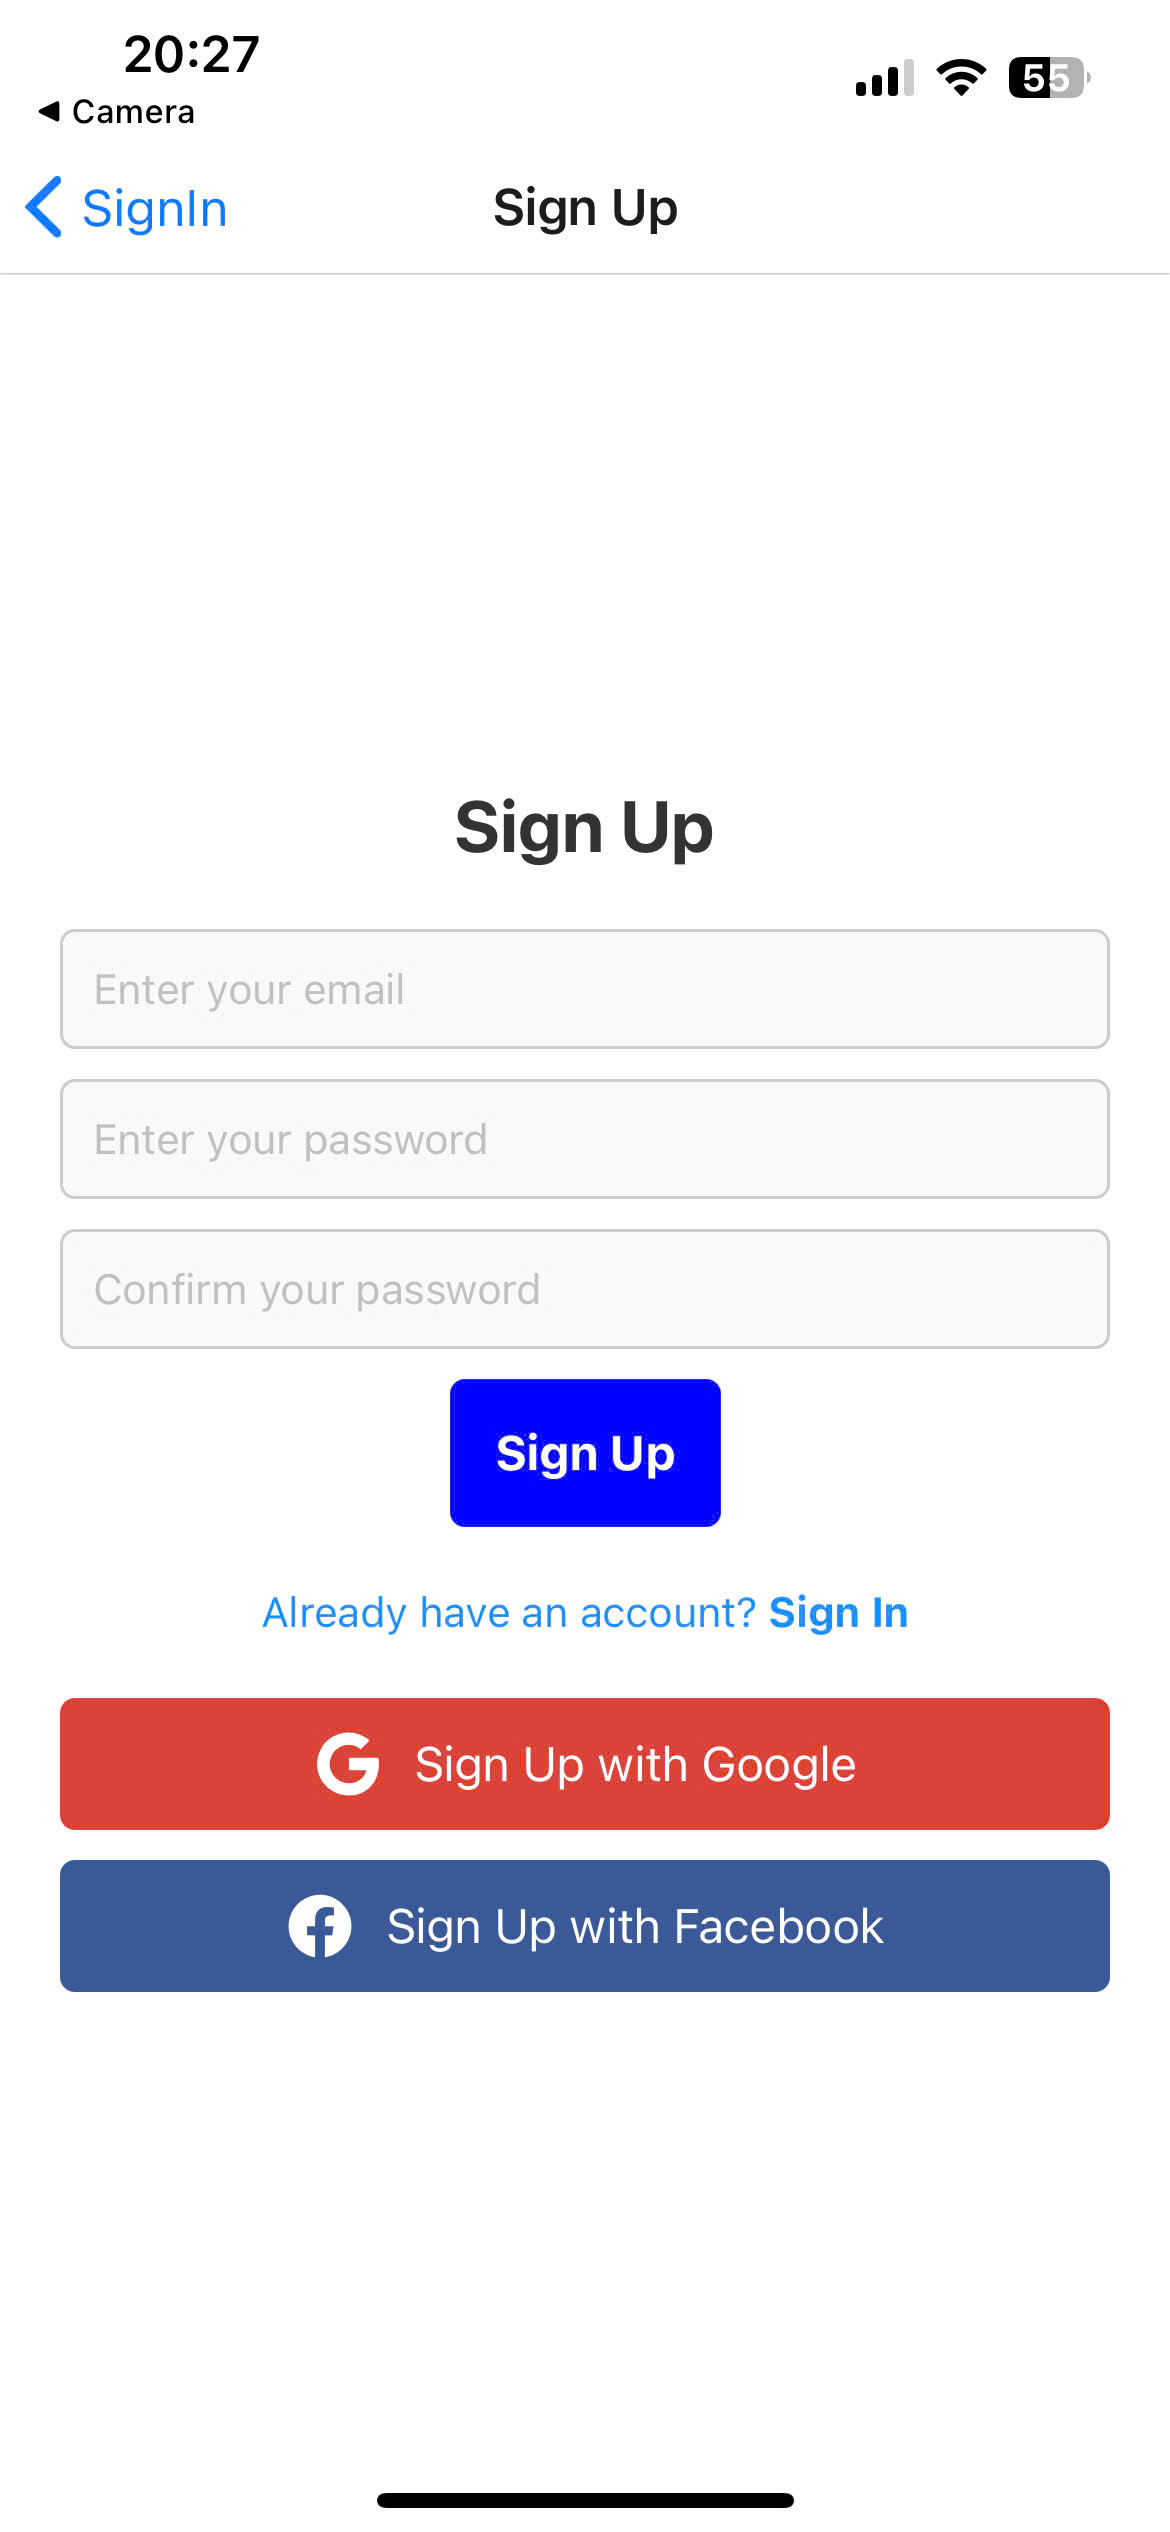 20:27
55
◀ Camera
SignIn
Sign Up
Sign Up
Enter your email
Enter your password
Confirm your password
Sign Up
Already have an account? Sign In
Sign Up with Google
Sign Up with Facebook